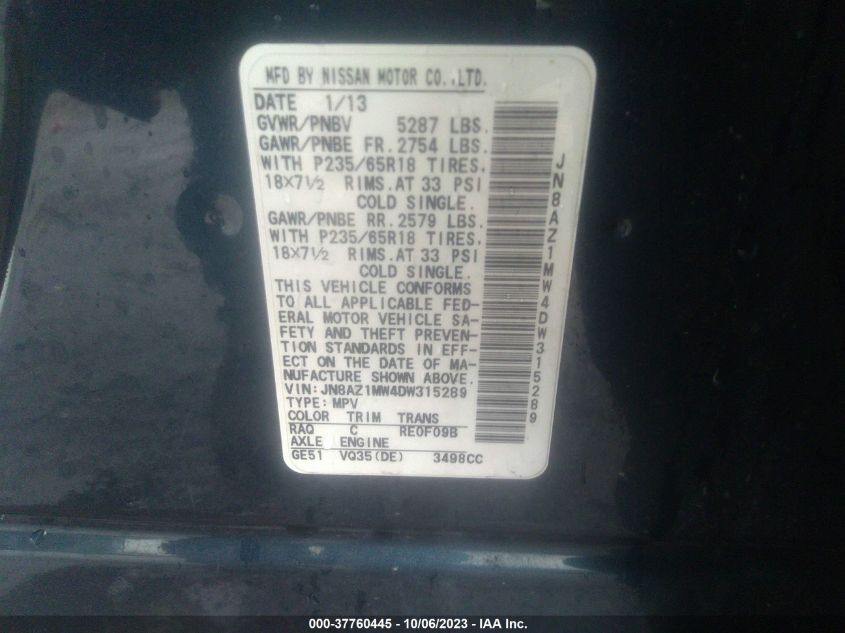 MFD BY NISSAN MOTOR CO.,LTD.
DATE 1/13
GVWR/PNBV 5287 LBS.
GAWR/PNBE FR. 2754 LBS.
WITH P235/65R18 TIRES,
18X7½ RIMS. AT 33 PSI
COLD SINGLE.
GAWR/PNBE RR. 2579 LBS.
WITH P235/65R18 TIRES,
18X7½ RIMS. AT 33 PSI
COLD SINGLE.
THIS VEHICLE CONFORMS
TO ALL APPLICABLE FED-
ERAL MOTOR VEHICLE SA-
FETY AND THEFT PREVEN-
TION STANDARDS IN EFF-
ECT ON THE DATE OF MA-
NUFACTURE SHOWN ABOVE.
VIN: JN8AZ1MW4DW315289
TYPE: MPV
COLOR TRIM TRANS
RAQ C RE0F09B
AXLE ENGINE
GE51 VQ35(DE) 3498CC
JN8AZ1MW4DW315289
000-37760445 - 10/06/2023 - IAA Inc.